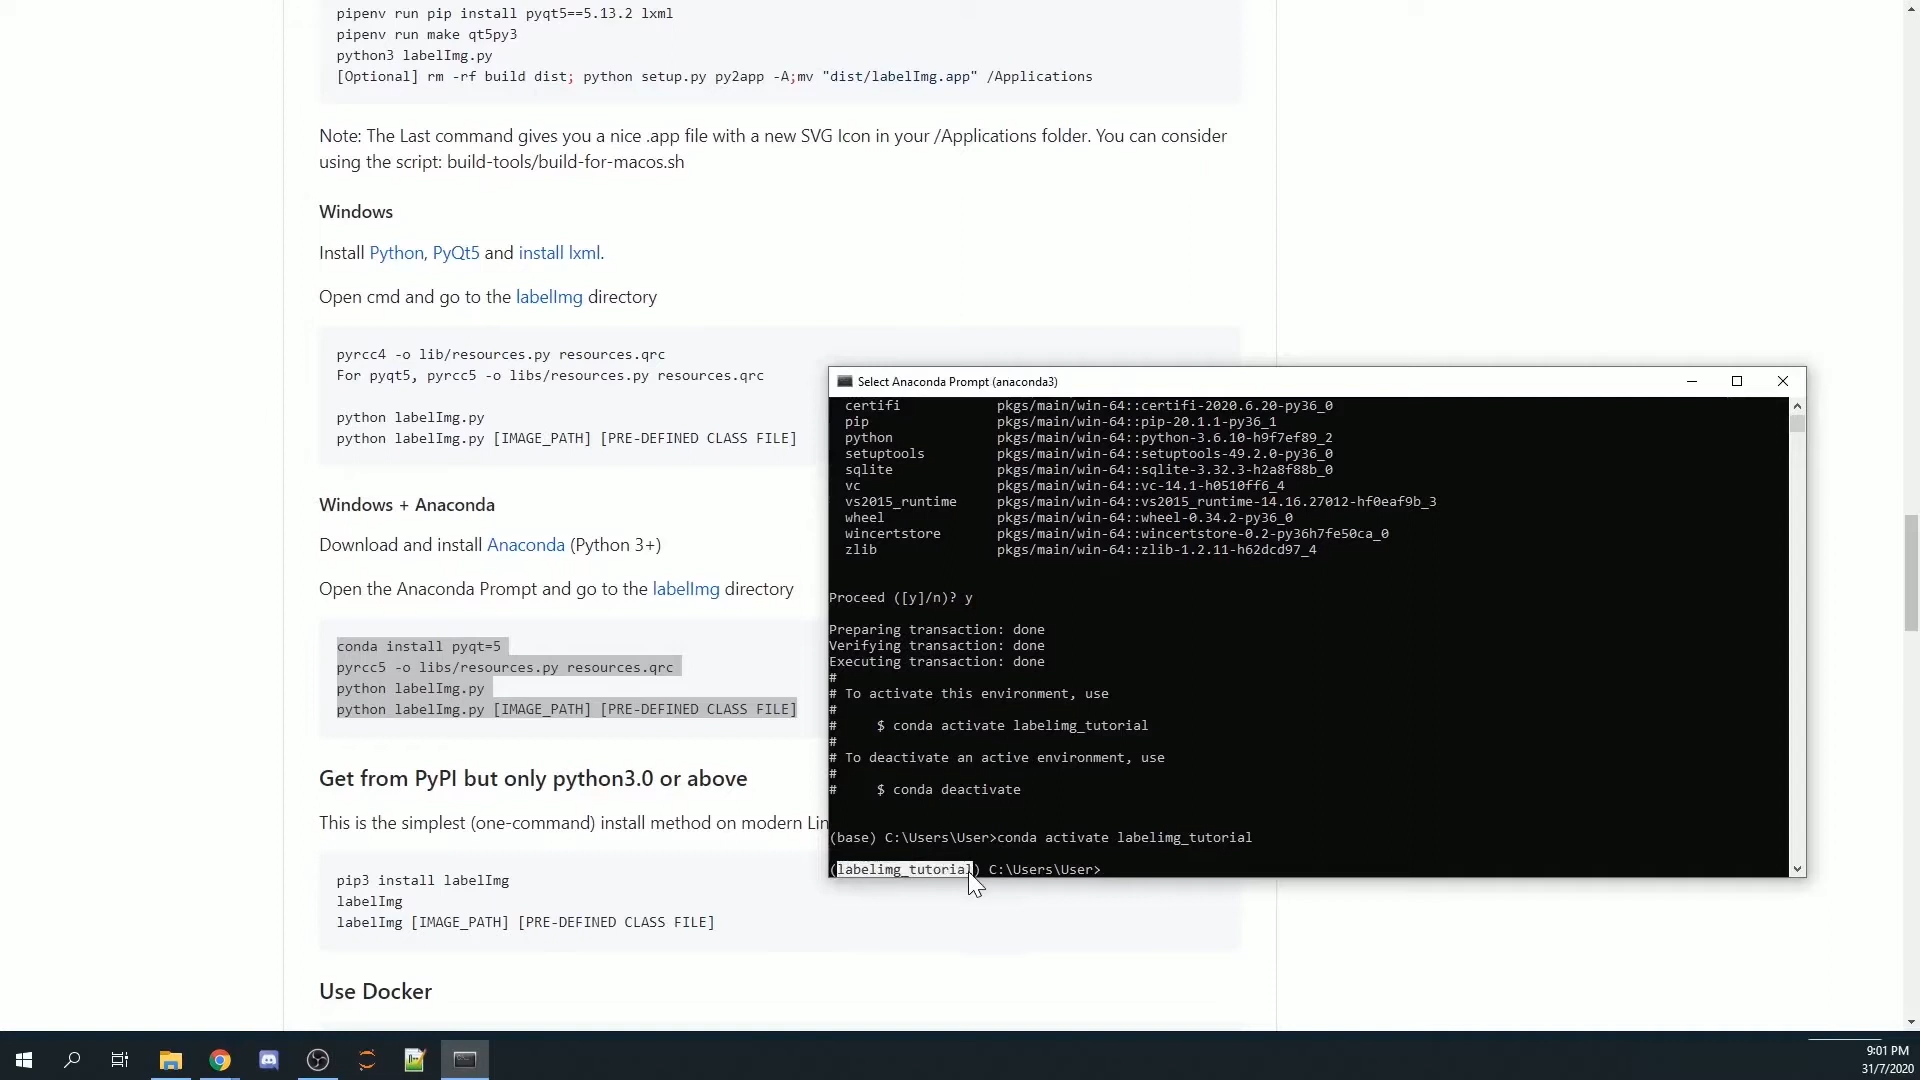 pipenv run pip install pyqt5==5.13.2 lxml
pipenv run make qt5py3
python3 labelImg.py
[Optional] rm -rf build dist; python setup.py py2app -A;mv "dist/labelImg.app" /Applications
Note: The Last command gives you a nice .app file with a new SVG Icon in your /Applications folder. You can consider
using the script: build-tools/build-for-macos.sh
Windows
Install Python, PyQt5 and install lxml.
Open cmd and go to the labelImg directory
pyrcc4 -o lib/resources.py resources.qrc
For pyqt5, pyrcc5 -o libs/resources.py resources.qrc
python labelImg.py
python labelImg.py [IMAGE_PATH] [PRE-DEFINED CLASS FILE]
Windows + Anaconda
Download and install Anaconda (Python 3+)
Open the Anaconda Prompt and go to the labelImg directory
conda install pyqt=5
pyrcc5 -o libs/resources.py resources.qrc
python labelImg.py
python labelImg.py [IMAGE_PATH] [PRE-DEFINED CLASS FILE]
Get from PyPI but only python3.0 or above
This is the simplest (one-command) install method on modern Lin
pip3 install labelImg
labelImg
labelImg [IMAGE_PATH] [PRE-DEFINED CLASS FILE]
Use Docker
Select Anaconda Prompt (anaconda3)
certifi pkgs/main/win-64::certifi-2020.6.20-py36_0
pip pkgs/main/win-64::pip-20.1.1-py36_1
python pkgs/main/win-64::python-3.6.10-h9f7ef89_2
setuptools pkgs/main/win-64::setuptools-49.2.0-py36_0
sqlite pkgs/main/win-64::sqlite-3.32.3-h2a8f88b_0
vc pkgs/main/win-64::vc-14.1-h0510ff6_4
vs2015_runtime pkgs/main/win-64::vs2015_runtime-14.16.27012-hf0eaf9b_3
wheel pkgs/main/win-64::wheel-0.34.2-py36_0
wincertstore pkgs/main/win-64::wincertstore-0.2-py36h7fe50ca_0
zlib pkgs/main/win-64::zlib-1.2.11-h62dcd97_4
Proceed ([y]/n)? y
Preparing transaction: done
Verifying transaction: done
Executing transaction: done
#
# To activate this environment, use
#
# $ conda activate labelimg_tutorial
#
# To deactivate an active environment, use
#
# $ conda deactivate
(base) C:\Users\User>conda activate labelimg_tutorial
(labelimg_tutorial) C:\Users\User>
9:01 PM
31/7/2020